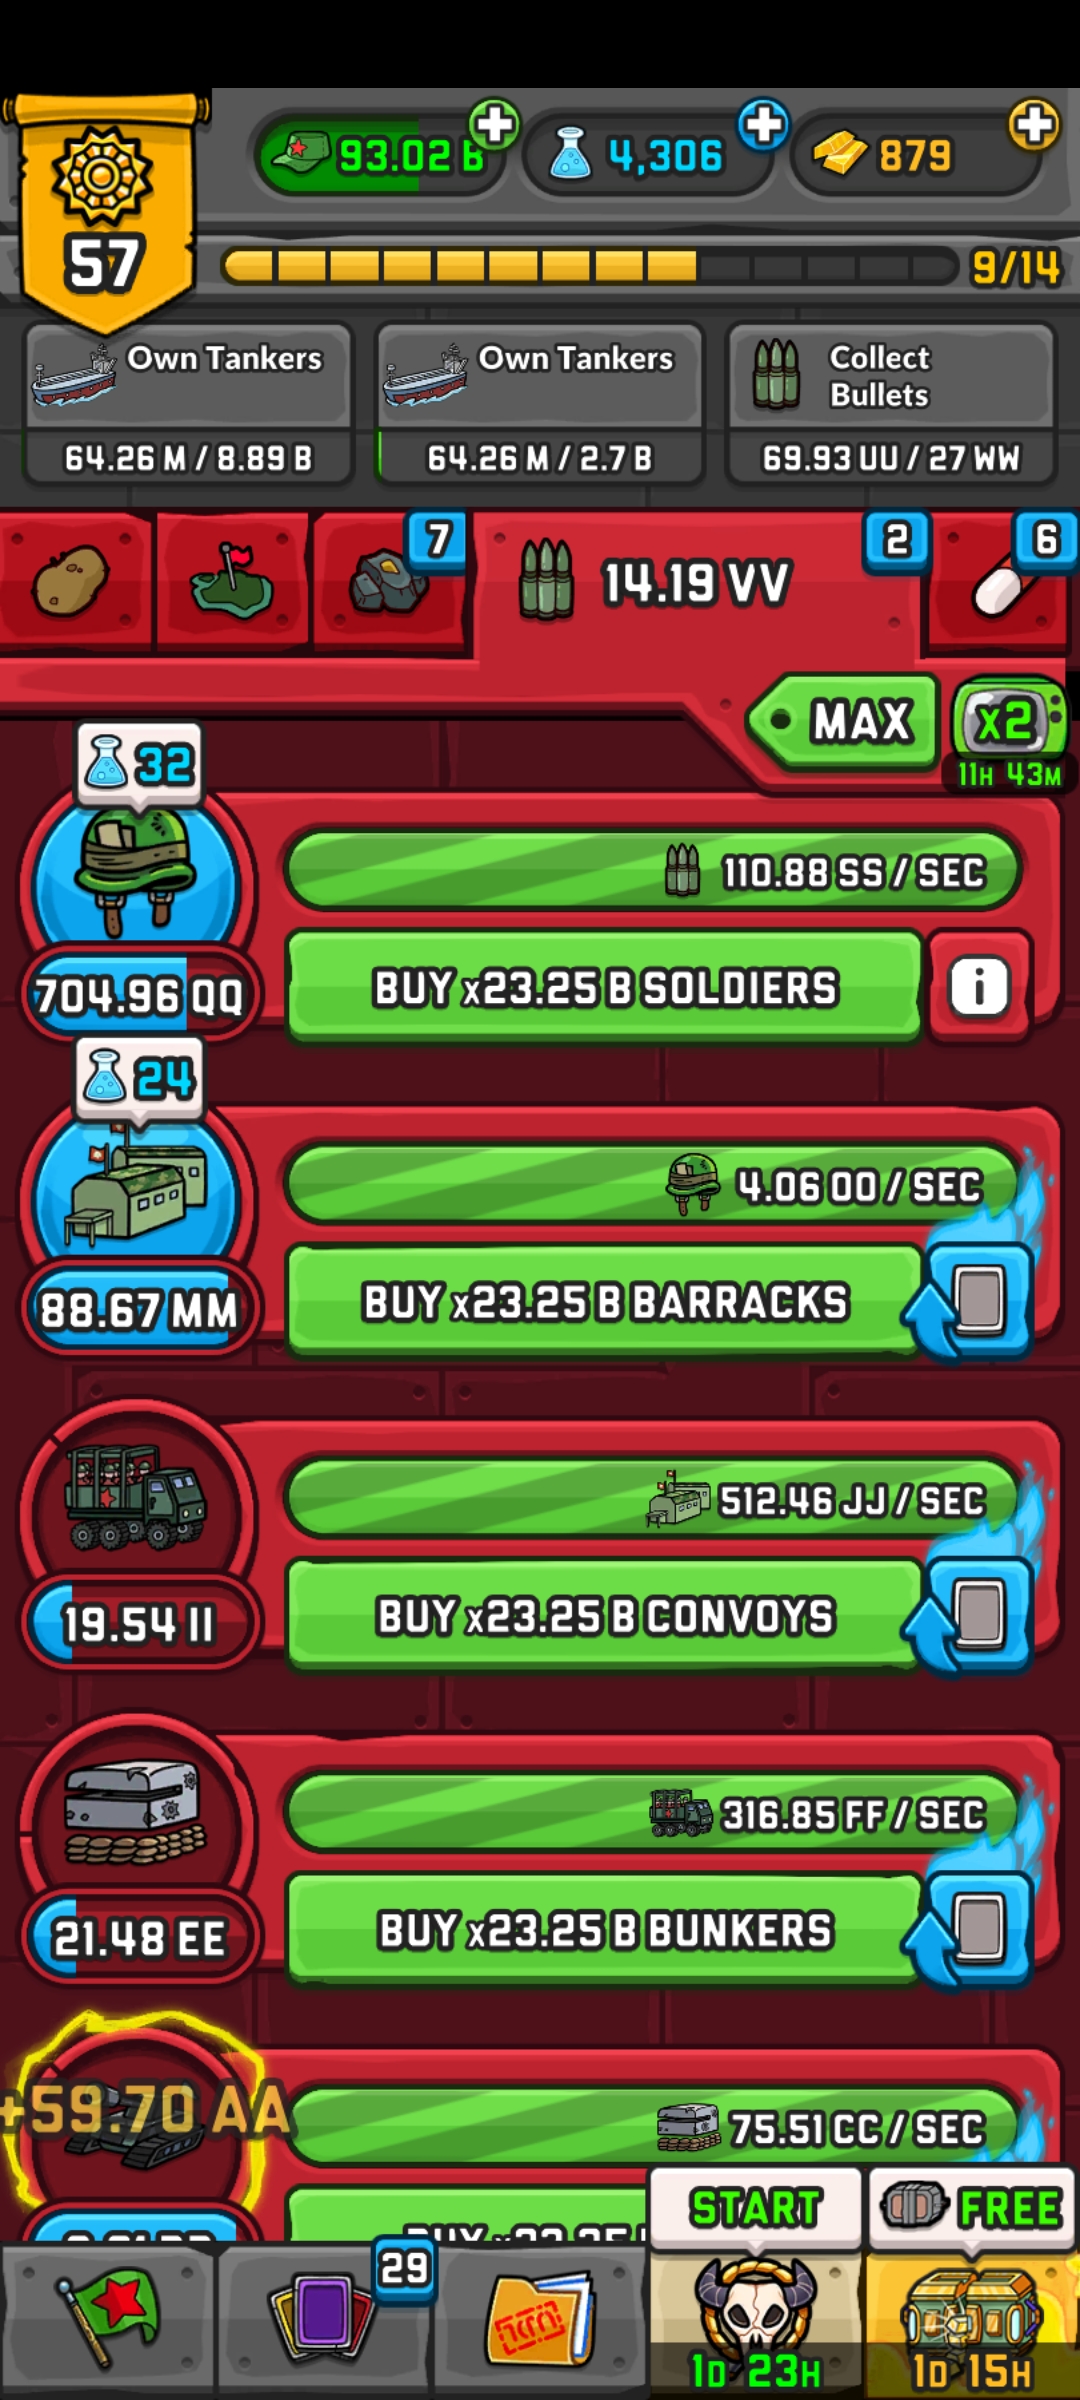 93.02 B
4,306
879
57
9/14
Own Tankers
64.26 M / 8.89 B
Own Tankers
64.26 M / 2.7 B
Collect
Bullets
69.93 UU / 27 WW
7
14.19 VV
2
6
MAX
x2
11H 43M
32
110.88 SS / SEC
704.96 QQ
BUY x23.25 B SOLDIERS
i
24
4.06 OO / SEC
88.67 MM
BUY x23.25 B BARRACKS
512.46 JJ / SEC
19.54 II
BUY x23.25 B CONVOYS
316.85 FF / SEC
21.48 EE
BUY x23.25 B BUNKERS
+59.70 AA
75.51 CC / SEC
START
FREE
29
1D 23H
1D 15H